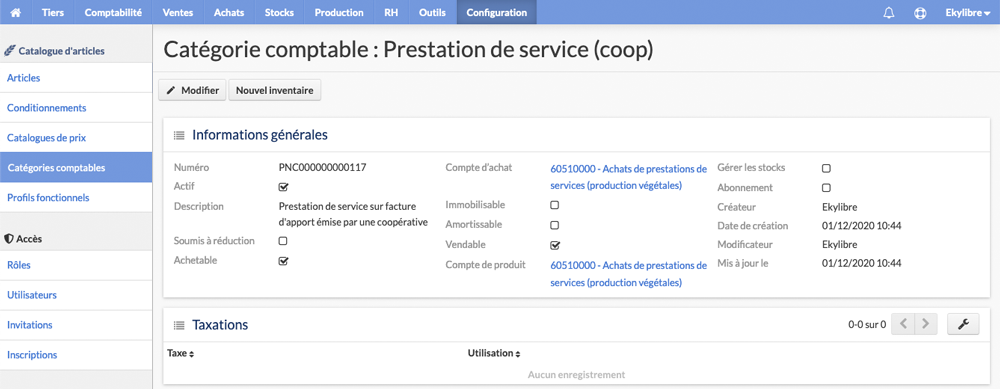 Tiers Comptabilité Ventes Achats Stocks Production RH Outils Configuration Ekylibre
Catalogue d'articles
Articles
Conditionnements
Catalogues de prix
Catégories comptables
Profils fonctionnels
Accès
Rôles
Utilisateurs
Invitations
Inscriptions
Catégorie comptable : Prestation de service (coop)
Modifier Nouvel inventaire
Informations générales
Numéro PNC000000000117
Actif
Description Prestation de service sur facture
d'apport émise par une coopérative
Soumis à réduction
Achetable
Compte d'achat 60510000 - Achats de prestations de
services (production végétales)
Immobilisable
Amortissable
Vendable
Compte de produit 60510000 - Achats de prestations de
services (production végétales)
Gérer les stocks
Abonnement
Créateur Ekylibre
Date de création 01/12/2020 10:44
Modificateur Ekylibre
Mis à jour le 01/12/2020 10:44
Taxations 0-0 sur 0
Taxe Utilisation
Aucun enregistrement